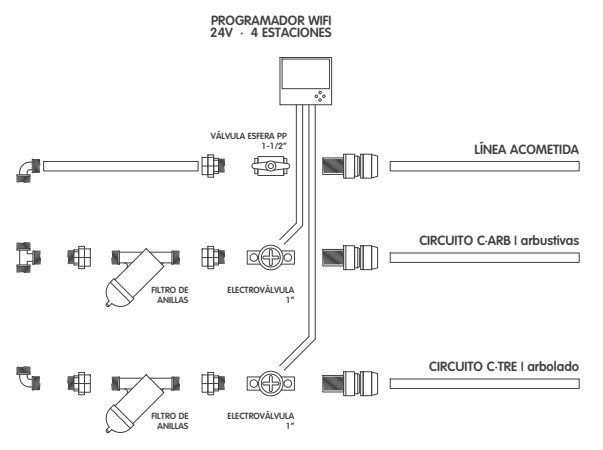 PROGRAMADOR WIFI
24V · 4 ESTACIONES
VÁLVULA ESFERA PP
1-1/2"
LÍNEA ACOMETIDA
CIRCUITO C·ARB | arbustivas
FILTRO DE
ANILLAS
ELECTROVÁLVULA
1"
CIRCUITO C·TRE | arbolado
FILTRO DE
ANILLAS
ELECTROVÁLVULA
1"